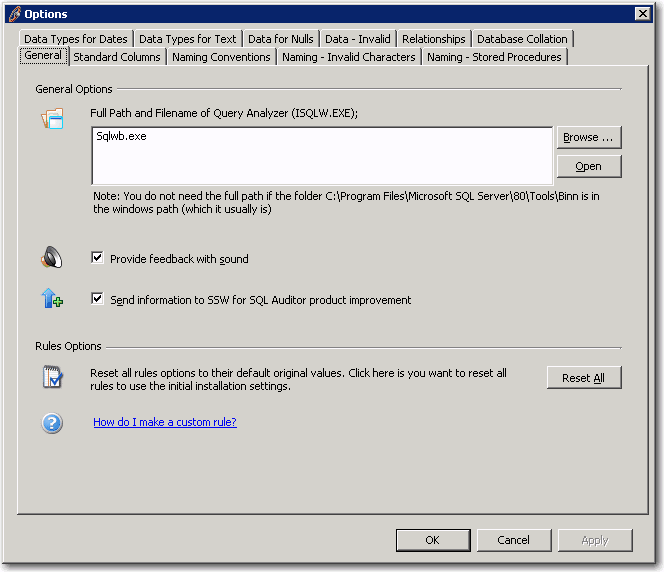 Options
Data Types for Dates Data Types for Text Data for Nulls Data - Invalid Relationships Database Collation
General Standard Columns Naming Conventions Naming - Invalid Characters Naming - Stored Procedures
General Options
Full Path and Filename of Query Analyzer (ISQLW.EXE);
Sqlwb.exe
Browse ...
Open
Note: You do not need the full path if the folder C:\Program Files\Microsoft SQL Server\80\Tools\Binn is in
the windows path (which it usually is)
Provide feedback with sound
Send information to SSW for SQL Auditor product improvement
Rules Options
Reset all rules options to their default original values. Click here is you want to reset all
rules to use the initial installation settings.
Reset All
How do I make a custom rule?
OK Cancel Apply